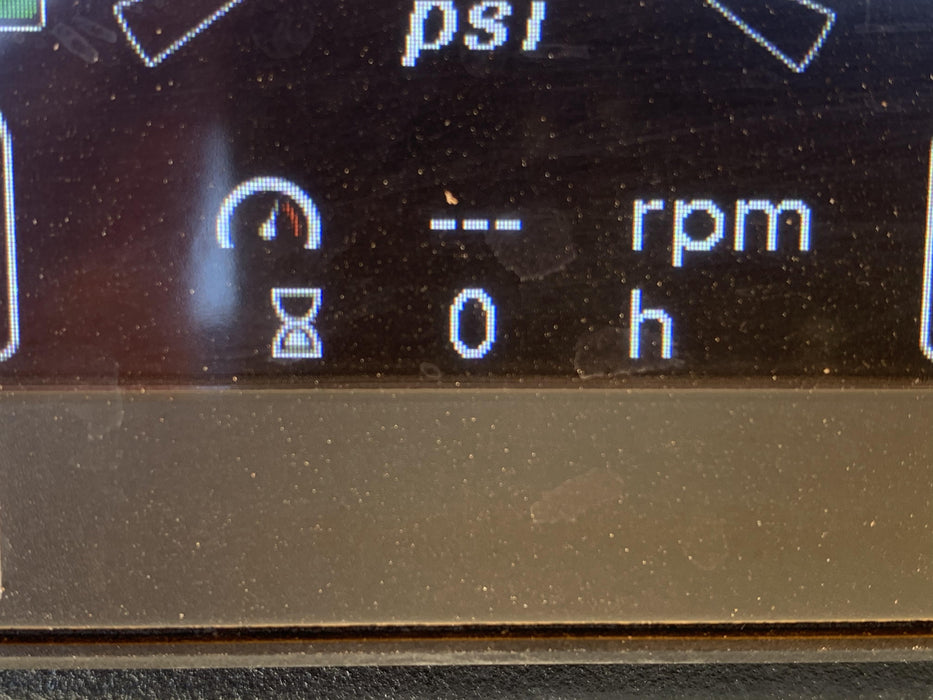 psi
--- rpm
0 h